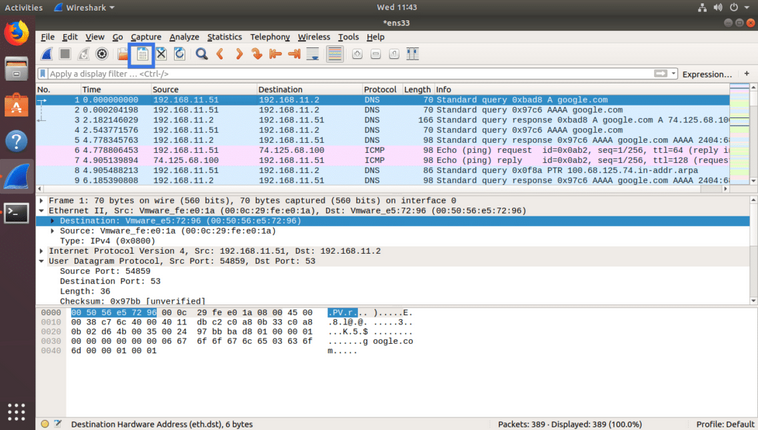 Activities Wireshark Wed 11:43
*ens33
File Edit View Go Capture Analyze Statistics Telephony Wireless Tools Help
Apply a display filter ... <Ctrl-/> Expression... +
No. Time Source Destination Protocol Length Info
1 0.000000000 192.168.11.51 192.168.11.2 DNS 70 Standard query 0xbad8 A google.com
2 0.000204198 192.168.11.51 192.168.11.2 DNS 70 Standard query 0x97c6 AAAA google.com
3 2.182146029 192.168.11.2 192.168.11.51 DNS 166 Standard query response 0xbad8 A google.com A 74.125.68.10
4 2.543771576 192.168.11.51 192.168.11.2 DNS 70 Standard query 0x97c6 AAAA google.com
5 4.778345763 192.168.11.2 192.168.11.51 DNS 98 Standard query response 0x97c6 AAAA google.com AAAA 2404:6
6 4.778806453 192.168.11.51 74.125.68.100 ICMP 98 Echo (ping) request id=0x0ab2, seq=1/256, ttl=64 (reply i
7 4.905139894 74.125.68.100 192.168.11.51 ICMP 98 Echo (ping) reply id=0x0ab2, seq=1/256, ttl=128 (reques
8 4.905488213 192.168.11.51 192.168.11.2 DNS 86 Standard query 0x0f8a PTR 100.68.125.74.in-addr.arpa
9 6.185390808 192.168.11.2 192.168.11.51 DNS 98 Standard query response 0x97c6 AAAA google.com AAAA 2404:6
Frame 1: 70 bytes on wire (560 bits), 70 bytes captured (560 bits) on interface 0
Ethernet II, Src: Vmware_fe:e0:1a (00:0c:29:fe:e0:1a), Dst: Vmware_e5:72:96 (00:50:56:e5:72:96)
Destination: Vmware_e5:72:96 (00:50:56:e5:72:96)
Source: Vmware_fe:e0:1a (00:0c:29:fe:e0:1a)
Type: IPv4 (0x0800)
Internet Protocol Version 4, Src: 192.168.11.51, Dst: 192.168.11.2
User Datagram Protocol, Src Port: 54859, Dst Port: 53
Source Port: 54859
Destination Port: 53
Length: 36
Checksum: 0x97bb [unverified]
0000 00 50 56 e5 72 96 00 0c 29 fe e0 1a 08 00 45 00 .PV.r... ).....E.
0010 00 38 c7 6c 40 00 40 11 db c2 c0 a8 0b 33 c0 a8 .8.l@.@. .....3..
0020 0b 02 d6 4b 00 35 00 24 97 bb ba d8 01 00 00 01 ...K.5.$ ........
0030 00 00 00 00 00 00 06 67 6f 6f 67 6c 65 03 63 6f .......g oogle.co
0040 6d 00 00 01 00 01 m.....
Destination Hardware Address (eth.dst), 6 bytes Packets: 389 · Displayed: 389 (100.0%) Profile: Default